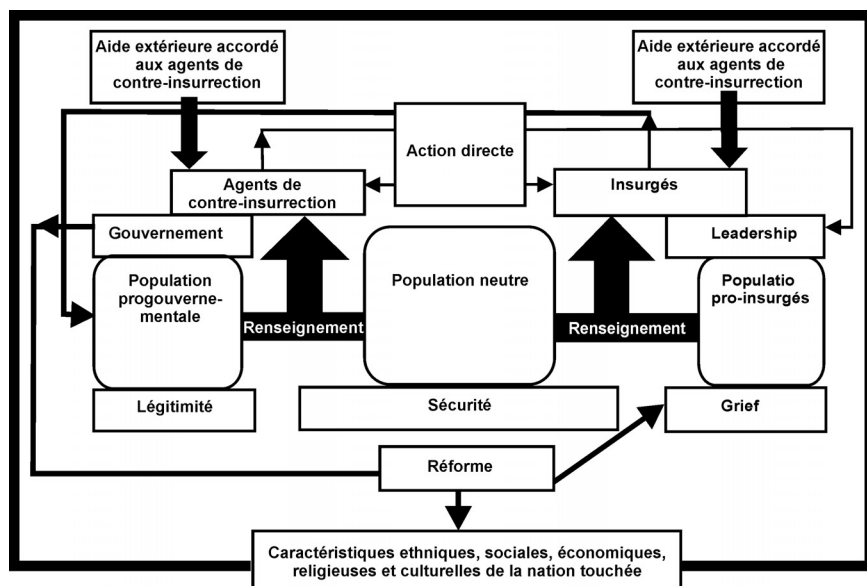 Aide extérieure accordé
aux agents de
contre-insurrection
Aide extérieure accordé
aux agents de
contre-insurrection
Action directe
Agents de
contre-insurrection
Insurgés
Gouvernement
Leadership
Population
progouverne-
mentale
Population neutre
Populatio
pro-insurgés
Renseignement
Renseignement
Légitimité
Sécurité
Grief
Réforme
Caractéristiques ethniques, sociales, économiques,
religieuses et culturelles de la nation touchée